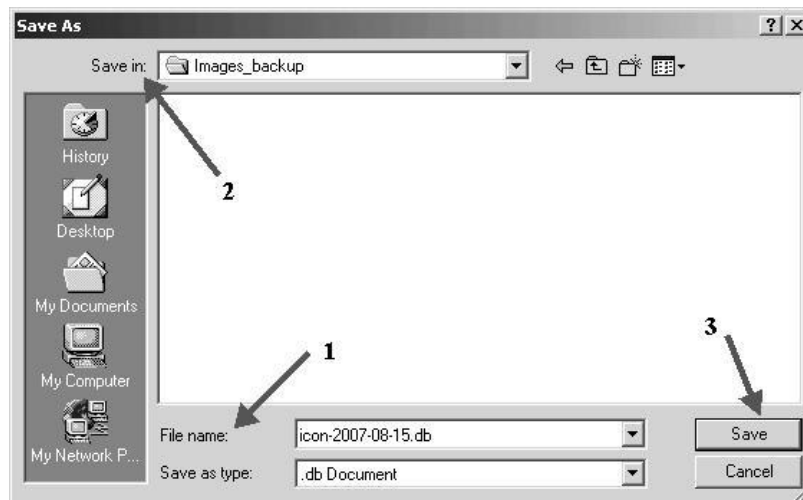 Save As
Save in:
Images_backup
History
2
Desktop
My Documents
3
1
My Computer
File name:
icon-2007-08-15.db
Save
My Network P...
Save as type:
.db Document
Cancel